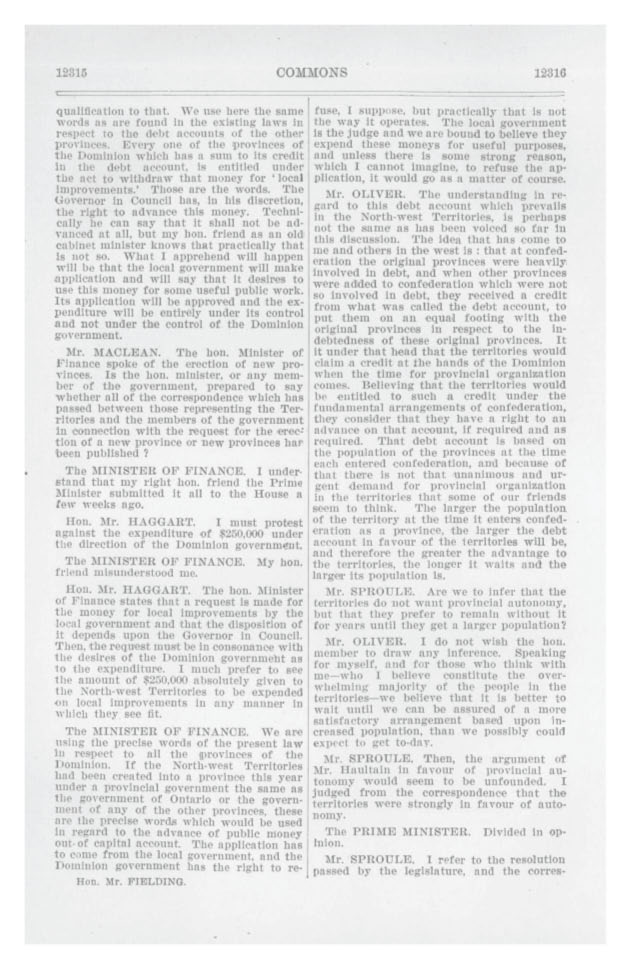 12315 COMMONS 12316
qualification to that. We use here the same
words as are found in the existing laws in
respect to the debt accounts of the other
provinces. Every one of the provinces of
the Dominion which has a sum to its credit
in the debt account, is entitled under
the act to withdraw that money for 'local
improvements.' Those are the words. The
Governor in Council has, in his discretion,
the right to advance this money. Techni-
cally he can say that it shall not be ad-
vanced at all, but my hon. friend as an old
cabinet minister knows that practically that
is not so. What I apprehend will happen
will be that the local government will make
application and will say that it desires to
use this money for some useful public work.
Its application will be approved and the ex-
penditure will be entirely under its control
and not under the control of the Dominion
government.
Mr. MACLEAN. The hon. Minister of
Finance spoke of the erection of new pro-
vinces. Is the hon. minister, or any mem-
ber of the government, prepared to say
whether all of the correspondence which has
passed between those representing the Ter-
ritories and the members of the government
in connection with the request for the erec-
tion of a new province or new provinces har
been published ?
The MINISTER OF FINANCE. I under-
stand that my right hon. friend the Prime
Minister submitted it all to the House a
few weeks ago.
Hon. Mr. HAGGART. I must protest
against the expenditure of $250,000 under
the direction of the Dominion government.
The MINISTER OF FINANCE. My hon.
friend misunderstood me.
Hon. Mr. HAGGART. The hon. Minister
of Finance states that a request is made for
the money for local improvements by the
local government and that the disposition of
it depends upon the Governor in Council.
Then, the request must be in consonance with
the desires of the Dominion government as
to the expenditure. I much prefer to see
the amount of $250,000 absolutely given to
the North-west Territories to be expended
on local improvements in any manner in
which they see fit.
The MINISTER OF FINANCE. We are
using the precise words of the present law
in respect to all the provinces of the
Dominion. If the North-west Territories
had been created into a province this year
under a provincial government the same as
the government of Ontario or the govern-
ment of any of the other provinces, these
are the precise words which would be used
in regard to the advance of public money
out of capital account. The application has
to come from the local government, and the
Dominion government has the right to re-
Hon. Mr. FIELDING.
fuse, I suppose, but practically that is not
the way it operates. The local government
is the judge and we are bound to believe they
expend these moneys for useful purposes,
and unless there is some strong reason,
which I cannot imagine, to refuse the ap-
plication, it would go as a matter of course.
Mr. OLIVER. The understanding in re-
gard to this debt account which prevails
in the North-west Territories, is perhaps
not the same as has been voiced so far in
this discussion. The idea that has come to
me and others in the west is : that at confed-
eration the original provinces were heavily
involved in debt, and when other provinces
were added to confederation which were not
so involved in debt, they received a credit
from what was called the debt account, to
put them on an equal footing with the
original provinces in respect to the in-
debtedness of these original provinces. It
it under that head that the territories would
claim a credit at the hands of the Dominion
when the time for provincial organization
comes. Believing that the territories would
be entitled to such a credit under the
fundamental arrangements of confederation,
they consider that they have a right to an
advance on that account, if required and as
required. That debt account is based on
the population of the provinces at the time
each entered confederation, and because of
that there is not that unanimous and ur-
gent demand for provincial organization
in the territories that some of our friends
seem to think. The larger the population
of the territory at the time it enters confed-
eration as a province, the larger the debt
account in favour of the territories will be,
and therefore the greater the advantage to
the territories, the longer it waits and the
larger its population is.
Mr. SPROULE. Are we to infer that the
territories do not want provincial autonomy,
but that they prefer to remain without it
for years until they get a larger population?
Mr. OLIVER. I do not wish the hon.
member to draw any inference. Speaking
for myself, and for those who think with
me—who I believe constitute the over-
whelming majority of the people in the
territories—we believe that it is better to
wait until we can be assured of a more
satisfactory arrangement based upon in-
creased population, than we possibly could
expect to get to-day.
Mr. SPROULE. Then, the argument of
Mr. Haultain in favour of provincial au-
tonomy would seem to be unfounded. I
judged from the correspondence that the
territories were strongly in favour of auto-
nomy.
The PRIME MINISTER. Divided in op-
inion.
Mr. SPROULE. I refer to the resolution
passed by the legislature, and the corres-